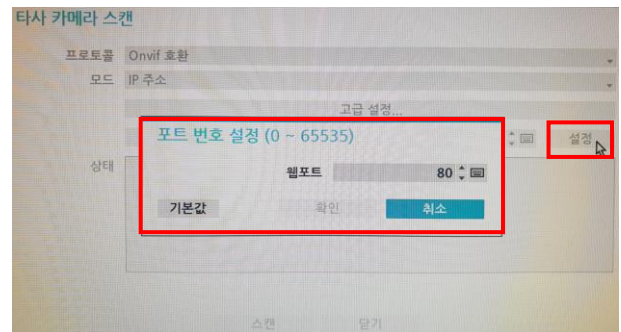 타사 카메라 스캔
프로토콜 Onvif 호환
모드 IP 주소
고급 설정...
포트 번호 설정 (0 ~ 65535)
설정
상태
웹포트 80
기본값 확인 취소
스캔 닫기